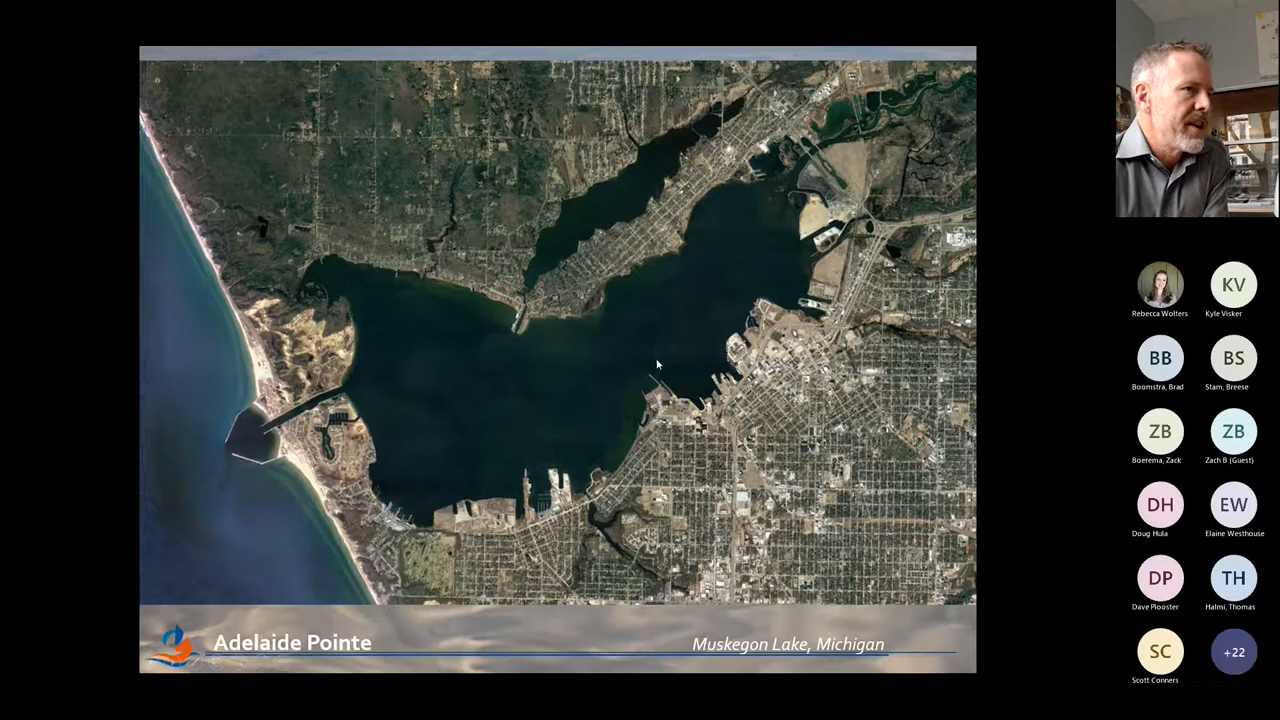 Adelaide Pointe
Muskegon Lake, Michigan
Rebecca Wolters
KV
Kyle Visker
BB
Boomstra, Brad
BS
Stam, Breese
ZB
Boerema, Zack
ZB
Zach B (Guest)
DH
Doug Hula
EW
Elaine Westhouse
DP
Dave Plooster
TH
Halmi, Thomas
SC
Scott Conners
+22